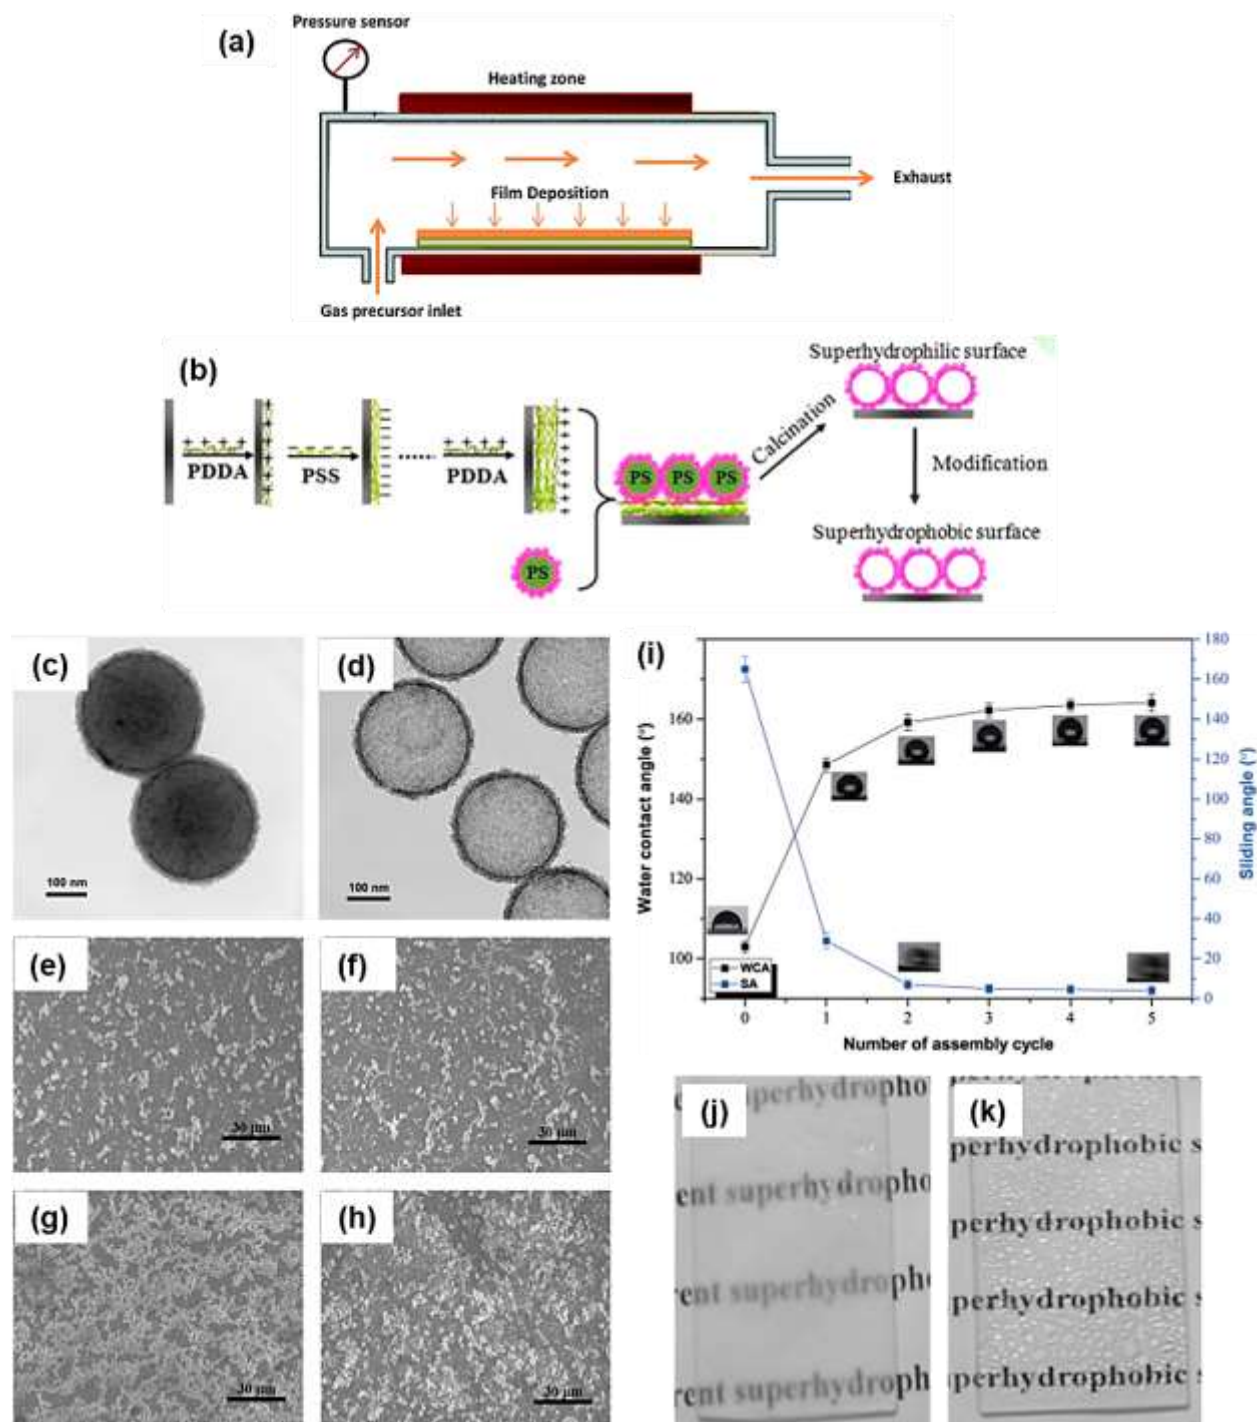 (a)
Pressure sensor
Heating zone
Film Deposition
Exhaust
Gas precursor inlet
(b)
Superhydrophilic surface
+ + + +
PDDA
PSS
PDDA
Calcination
Modification
PS PS PS
PS
Superhydrophobic surface
(c)
100 nm
(d)
100 nm
(e)
30 μm
(f)
30 μm
(g)
30 μm
(h)
30 μm
(i)
Water contact angle (°)
160
140
120
100
180
160
140
120
100
80
60
40
20
0
Sliding angle (°)
WCA
SA
0 1 2 3 4 5
Number of assembly cycle
(j)
superhydropho
ent superhydropho
rent superhydropho
rent superhydroph
(k)
perhydrophobic s
perhydrophobic s
perhydrophobic s
perhydrophobic s